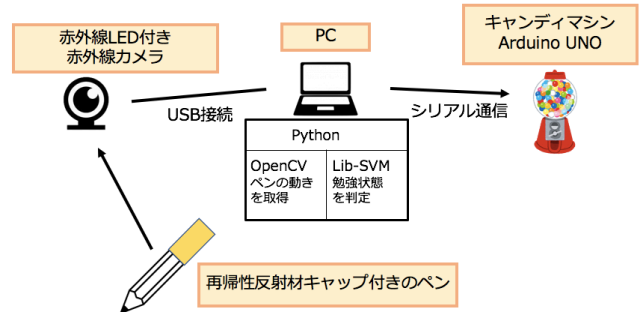 赤外線LED付き
赤外線カメラ
PC
キャンディマシン
Arduino UNO
USB接続
シリアル通信
Python
OpenCV
ペンの動き
を取得
Lib-SVM
勉強状態
を判定
再帰性反射材キャップ付きのペン